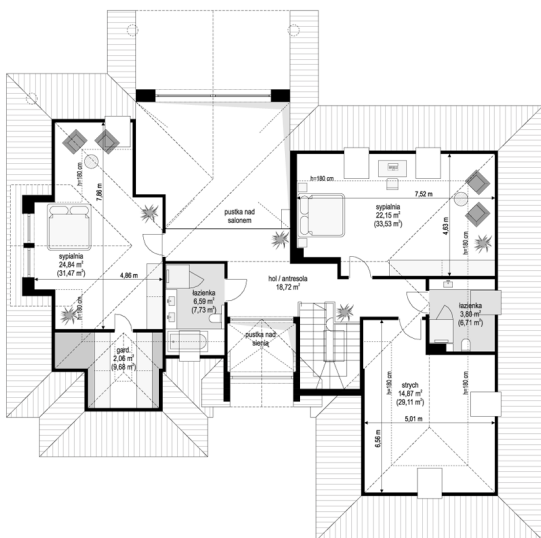 h=180 cm
7,86 m
sypialnia
24,84 m²
(31,47 m²)
4,86 m
h=180 cm
pustka nad
salonem
h=180 cm
7,52 m
sypialnia
22,15 m²
(33,53 m²)
4,63 m
h=180 cm
hol / antresola
18,72 m²
łazienka
6,59 m²
(7,73 m²)
łazienka
3,80 m²
(6,71 m²)
pustka nad
sienią
gard.
2,06 m²
(9,68 m²)
h=180 cm
strych
14,87 m²
(29,11 m²)
5,01 m
6,56 m
h=180 cm